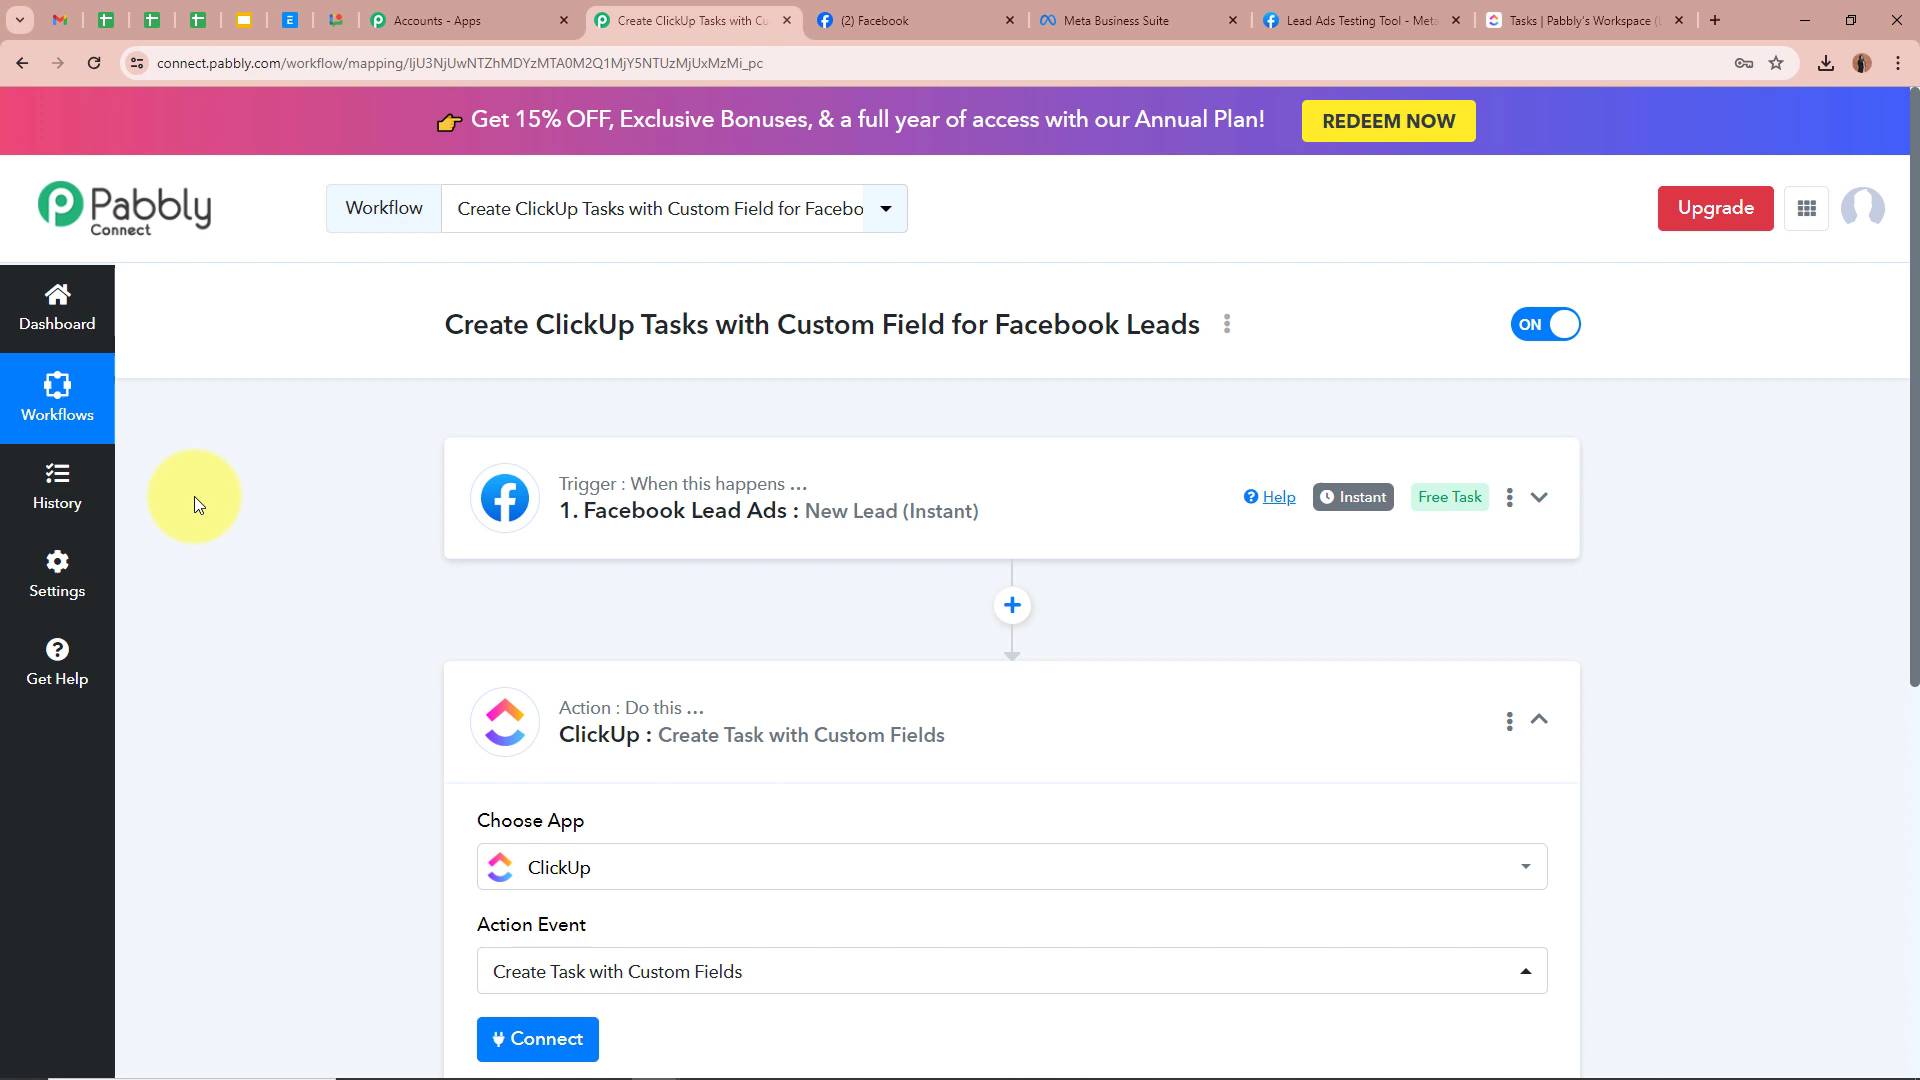 Accounts - Apps
Create ClickUp Tasks with Cu
(2) Facebook
Meta Business Suite
Lead Ads Testing Tool - Meta
Tasks | Pabbly's Workspace (
connect.pabbly.com/workflow/mapping/IjU3NjUwNTZhMDYzMTA0M2Q1MjY5NTUzMjUxMzMi_pc
👉 Get 15% OFF, Exclusive Bonuses, & a full year of access with our Annual Plan!
REDEEM NOW
Pabbly
Connect
Workflow
Create ClickUp Tasks with Custom Field for Facebo
Upgrade
Dashboard
Workflows
History
Settings
Get Help
Create ClickUp Tasks with Custom Field for Facebook Leads
ON
Trigger : When this happens ...
1. Facebook Lead Ads : New Lead (Instant)
Help
Instant
Free Task
Action : Do this ...
ClickUp : Create Task with Custom Fields
Choose App
ClickUp
Action Event
Create Task with Custom Fields
Connect